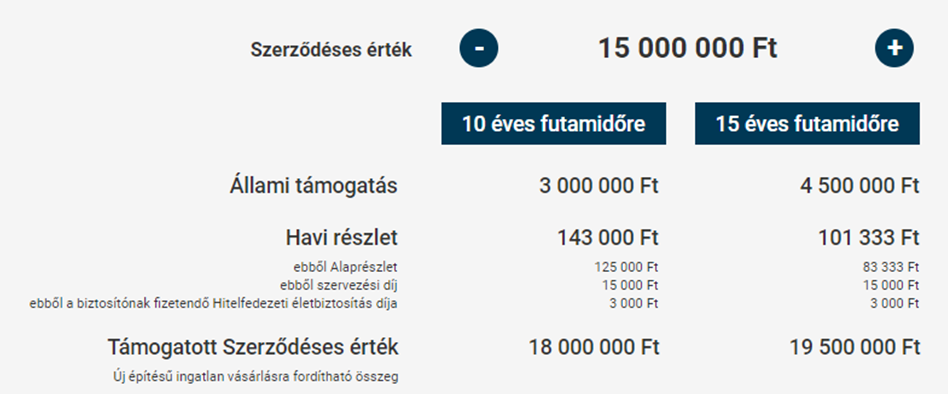 Szerződéses érték - 15 000 000 Ft +
10 éves futamidőre 15 éves futamidőre
Állami támogatás 3 000 000 Ft 4 500 000 Ft
Havi részlet 143 000 Ft 101 333 Ft
ebből Alaprészlet 125 000 Ft 83 333 Ft
ebből szervezési díj 15 000 Ft 15 000 Ft
ebből a biztosítónak fizetendő Hitelfedezeti életbiztosítás díja 3 000 Ft 3 000 Ft
Támogatott Szerződéses érték 18 000 000 Ft 19 500 000 Ft
Új építésű ingatlan vásárlásra fordítható összeg